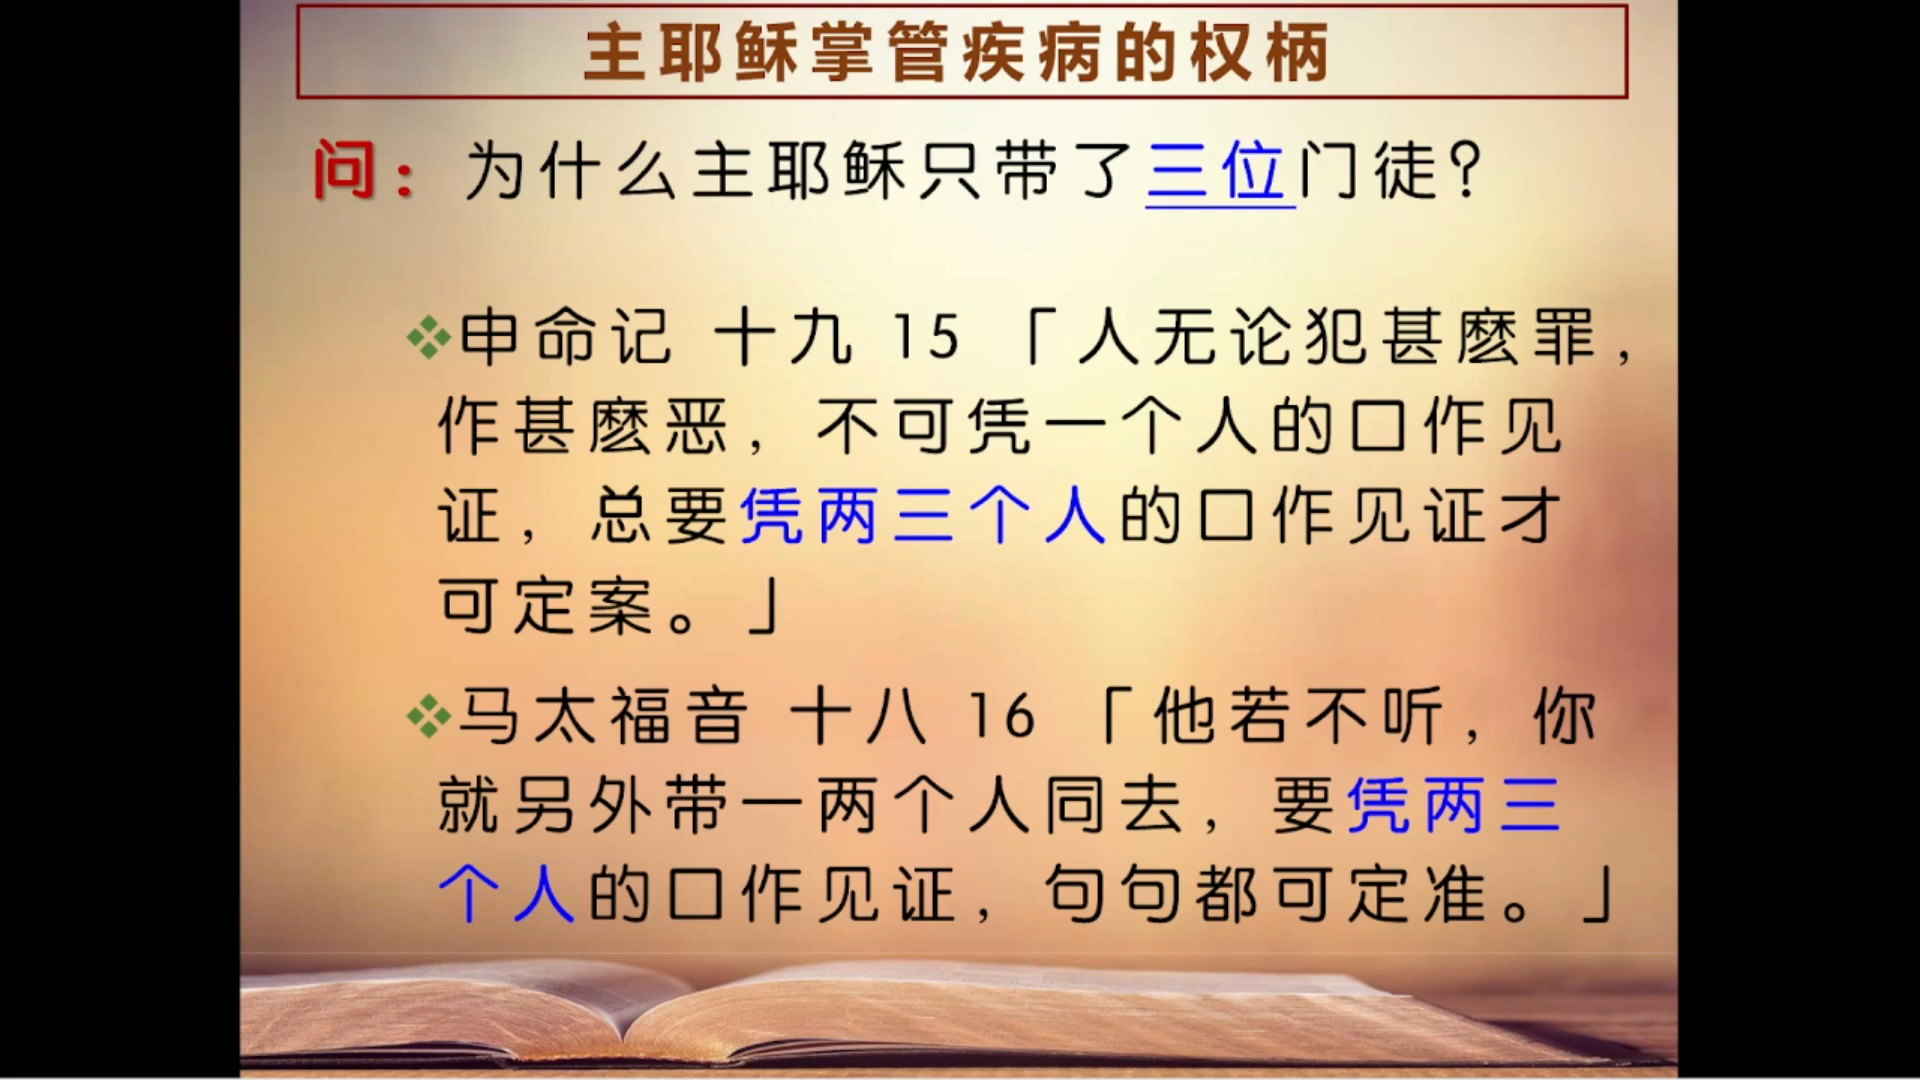 主耶稣掌管疾病的权柄
问：为什么主耶稣只带了三位门徒？
❖申命记 十九 15 「人无论犯甚麽罪，
作甚麽恶，不可凭一个人的口作见
证，总要凭两三个人的口作见证才
可定案。」
❖马太福音 十八 16 「他若不听，你
就另外带一两个人同去，要凭两三
个人的口作见证，句句都可定准。」